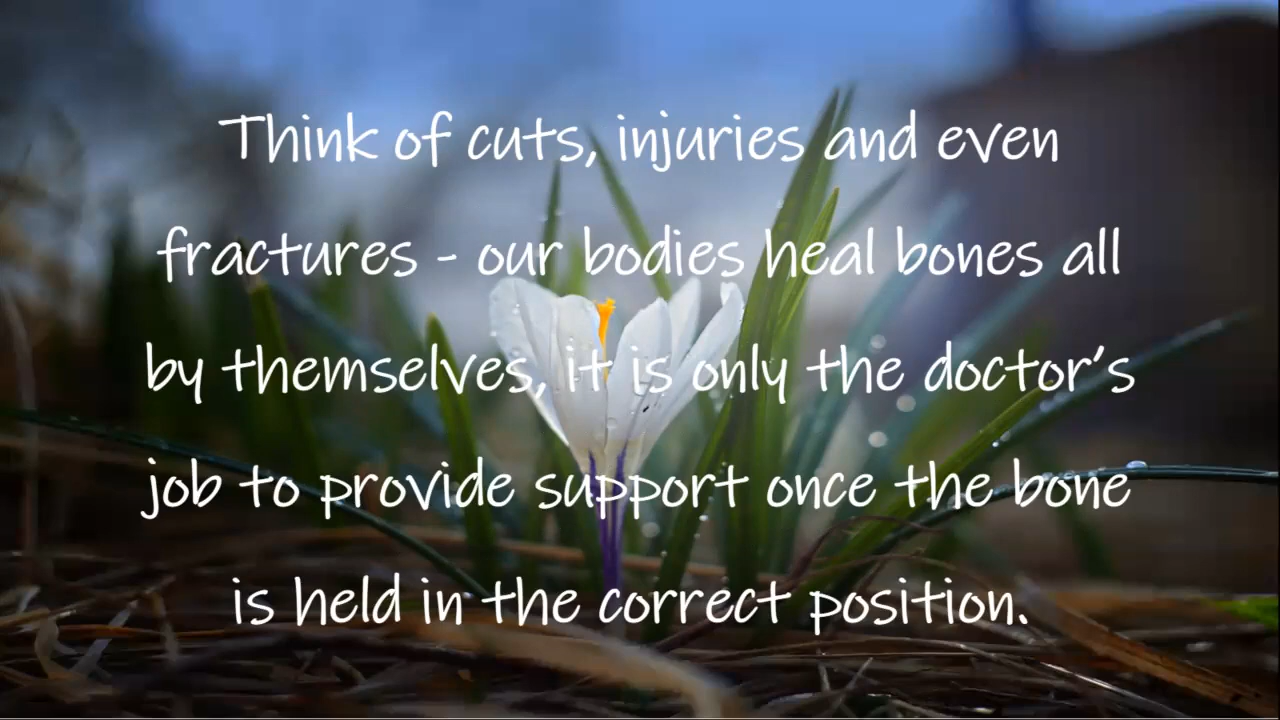 Think of cuts, injuries and even
fractures - our bodies heal bones all
by themselves, it is only the doctor's
job to provide support once the bone
is held in the correct position.